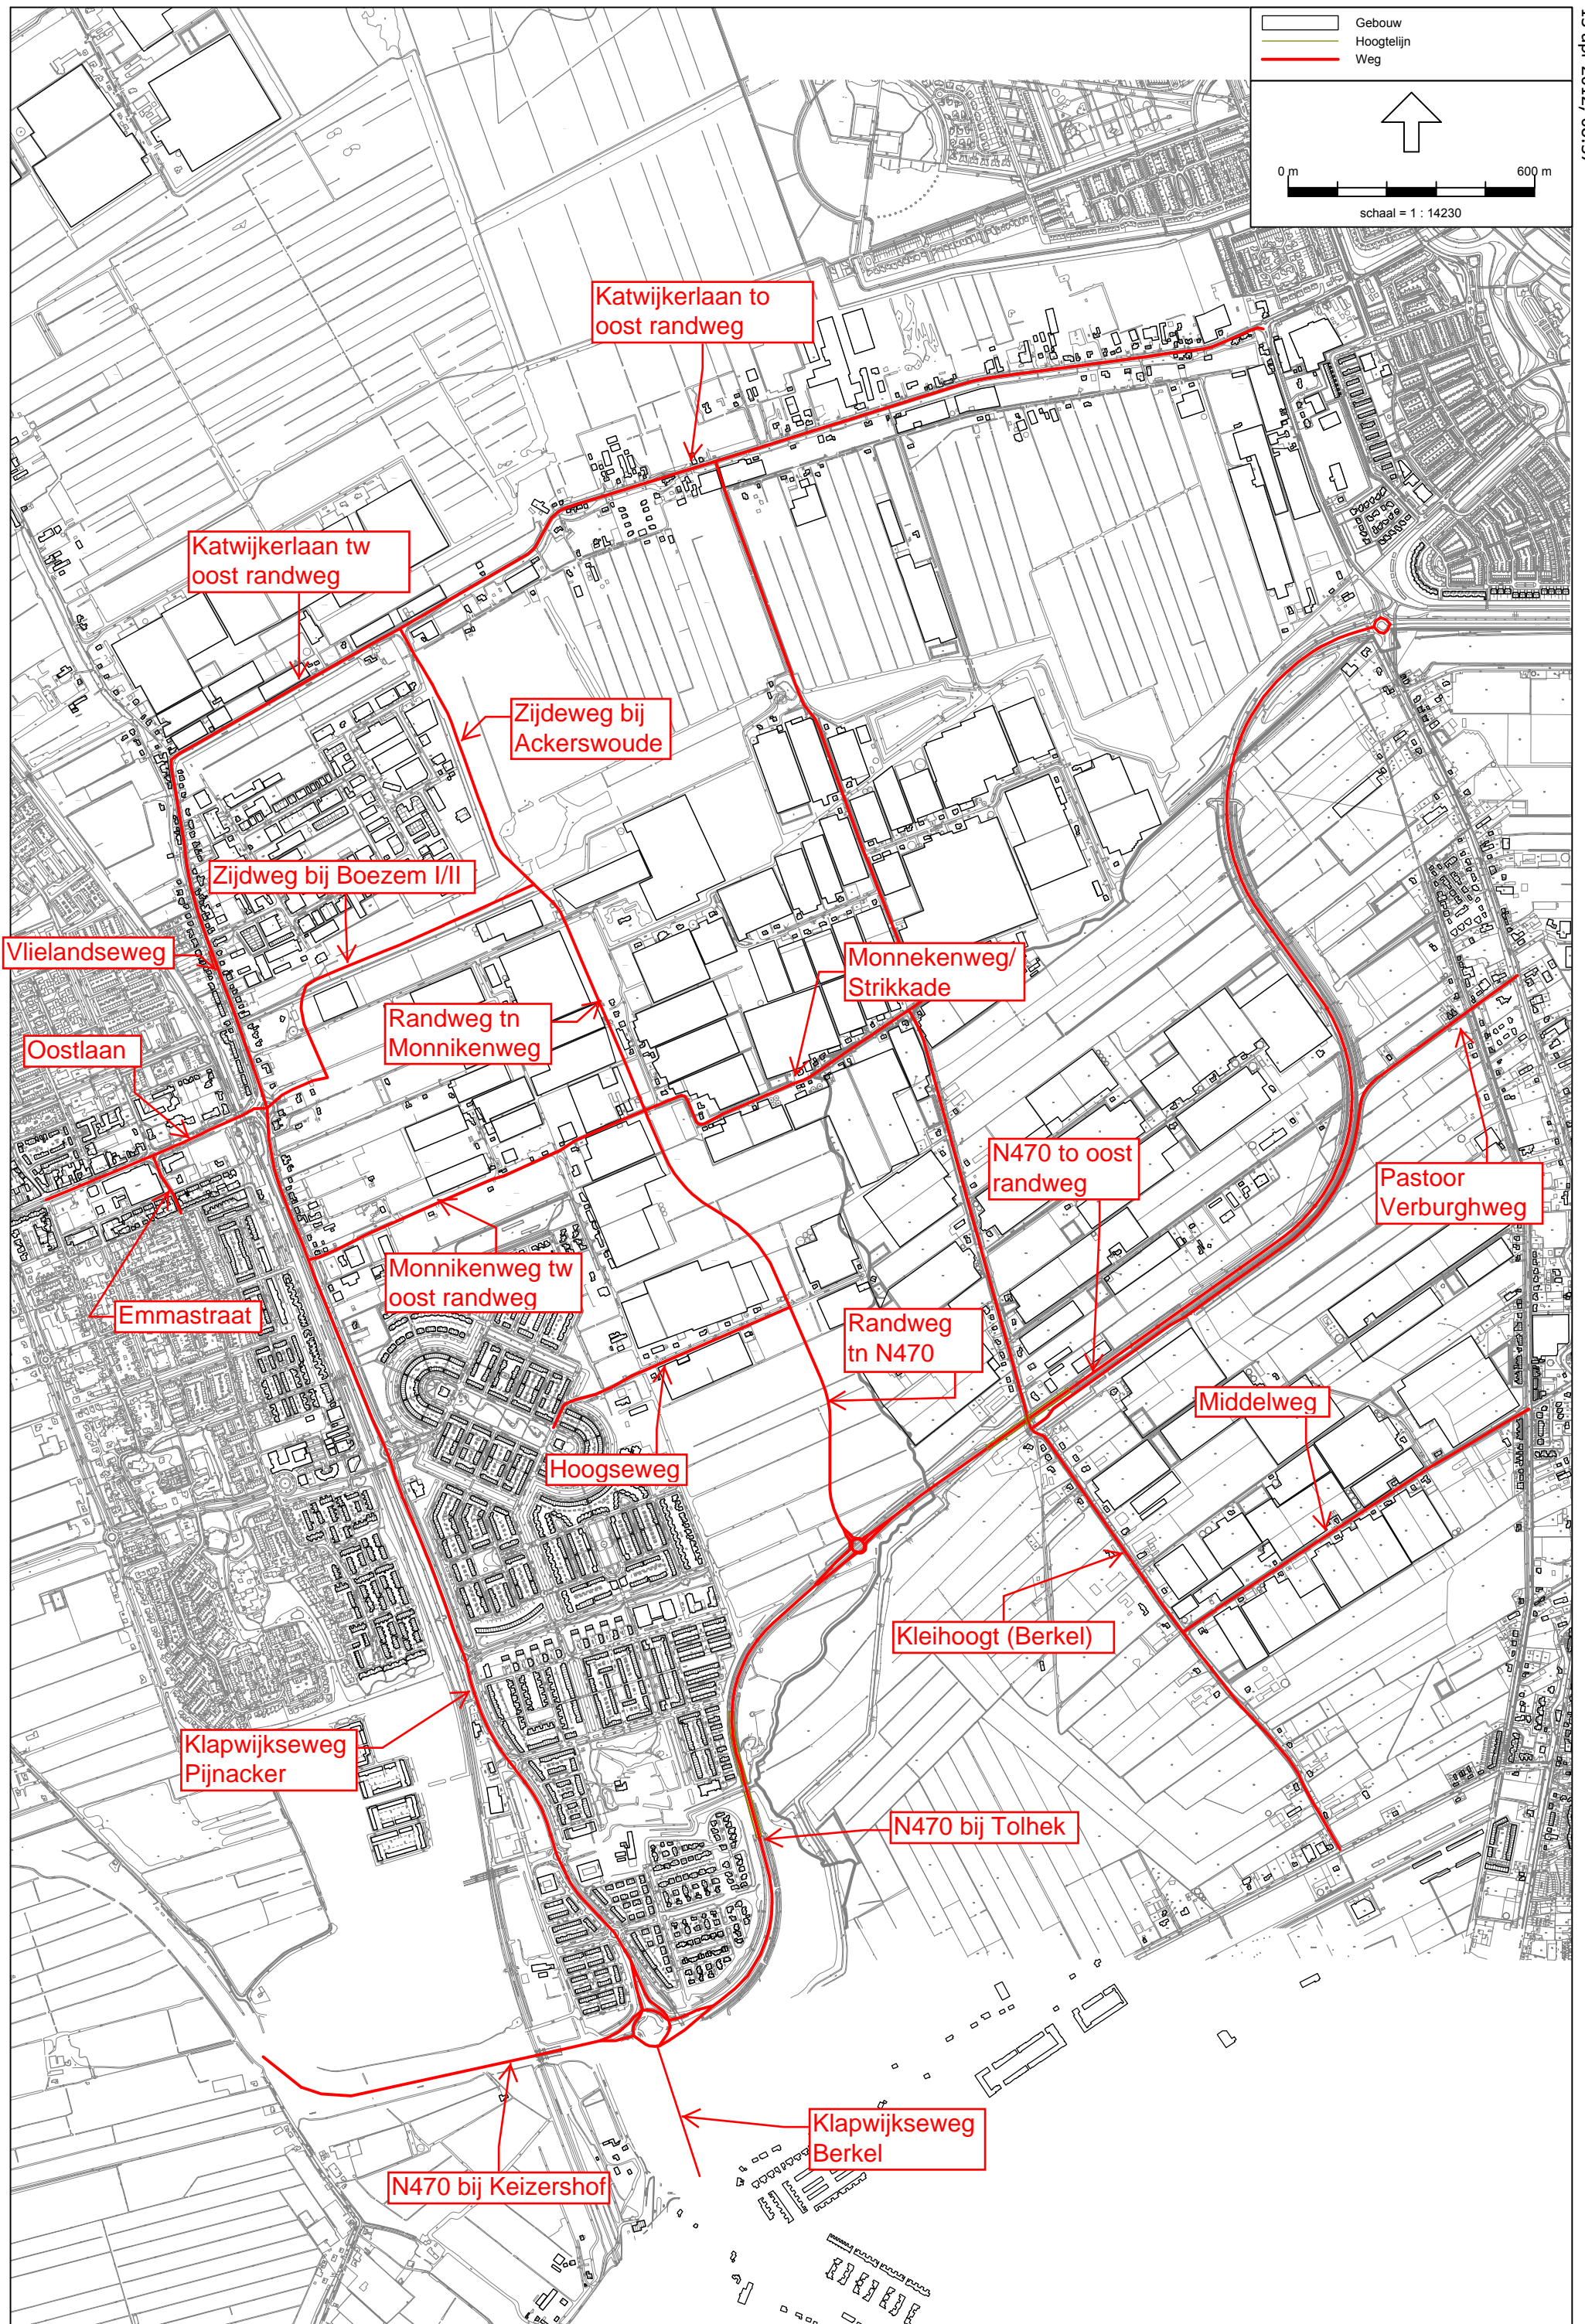 Gebouw
Hoogtelijn
Weg
0 m
600 m
schaal = 1 : 14230
Katwijkerlaan to
oost randweg
Katwijkerlaan tw
oost randweg
Zijdeweg bij
Ackerswoude
Zijdweg bij Boezem I/II
Vlielandseweg
Monnekenweg/
Strikkade
Randweg tn
Monnikenweg
Oostlaan
N470 to oost
randweg
Pastoor
Verburghweg
Monnikenweg tw
oost randweg
Emmastraat
Randweg
tn N470
Middelweg
Hoogseweg
Kleihoogt (Berkel)
Klapwijkseweg
Pijnacker
N470 bij Tolhek
Klapwijkseweg
Berkel
N470 bij Keizershof